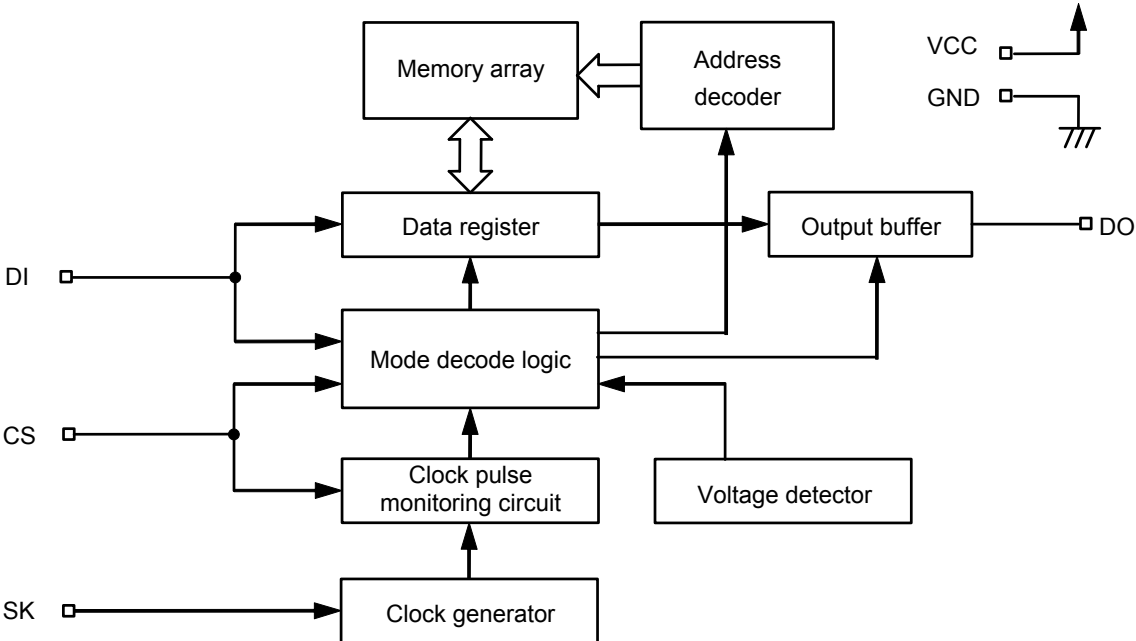 Memory array
Address
decoder
VCC
GND
Data register
Output buffer
DO
DI
Mode decode logic
CS
Clock pulse
monitoring circuit
Voltage detector
SK
Clock generator